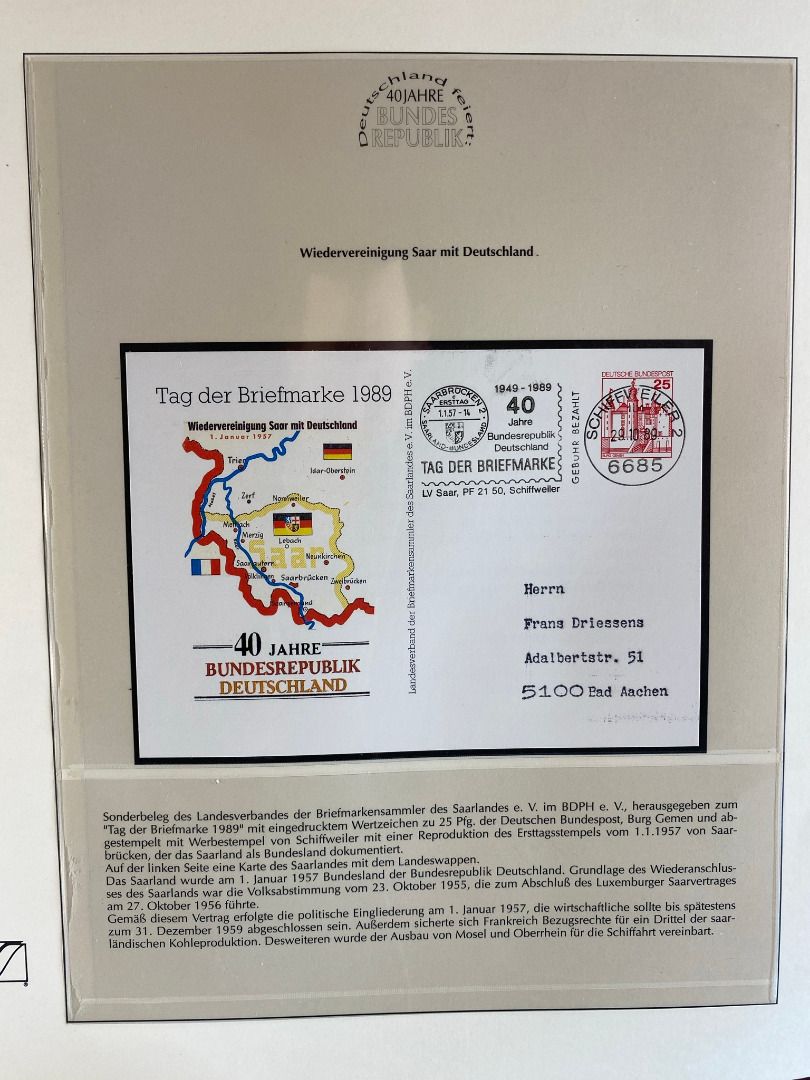 Deutschland feiert:
40 JAHRE
BUNDES
REPUBLIK
Wiedervereinigung Saar mit Deutschland
Tag der Briefmarke 1989
Wiedervereinigung Saar mit Deutschland
1. Januar 1957
Trier
Idar-Oberstein
Mosel
Zerf
Nonnweiler
Mettlach
Merzig
Lebach
Saar
Saarlautern
Neunkirchen
Völklingen
Saarbrücken
Zweibrücken
Saargemünd
40 JAHRE
BUNDESREPUBLIK
DEUTSCHLAND
Landesverband der Briefmarkensammler des Saarlandes e.V. im BDPH e.V.
SAARBRÜCKEN 2
ERSTTAG
1.1.57-14
SAARLAND-BUNDESLAND
1949-1989
40
Jahre
Bundesrepublik
Deutschland
TAG DER BRIEFMARKE
LV Saar, PF 21 50, Schiffweiler
GEBÜHR BEZAHLT
DEUTSCHE BUNDESPOST
25
SCHIFFWEILER 2
29.10.89
6685
Herrn
Frans Driessens
Adalbertstr. 51
5100 Bad Aachen
Sonderbeleg des Landesverbandes der Briefmarkensammler des Saarlandes e. V. im BDPH e. V., herausgegeben zum
"Tag der Briefmarke 1989" mit eingedrucktem Wertzeichen zu 25 Pfg. der Deutschen Bundespost, Burg Gemen und ab-
gestempelt mit Werbestempel von Schiffweiler mit einer Reproduktion des Ersttagsstempels vom 1.1.1957 von Saar-
brücken, der das Saarland als Bundesland dokumentiert.
Auf der linken Seite eine Karte des Saarlandes mit dem Landeswappen.
Das Saarland wurde am 1. Januar 1957 Bundesland der Bundesrepublik Deutschland. Grundlage des Wiederanschlus-
ses des Saarlands war die Volksabstimmung vom 23. Oktober 1955, die zum Abschluß des Luxemburger Saarvertrages
am 27. Oktober 1956 führte.
Gemäß diesem Vertrag erfolgte die politische Eingliederung am 1. Januar 1957, die wirtschaftliche sollte bis spätestens
zum 31. Dezember 1959 abgeschlossen sein. Außerdem sicherte sich Frankreich Bezugsrechte für ein Drittel der saar-
ländischen Kohleproduktion. Desweiteren wurde der Ausbau von Mosel und Oberrhein für die Schiffahrt vereinbart.